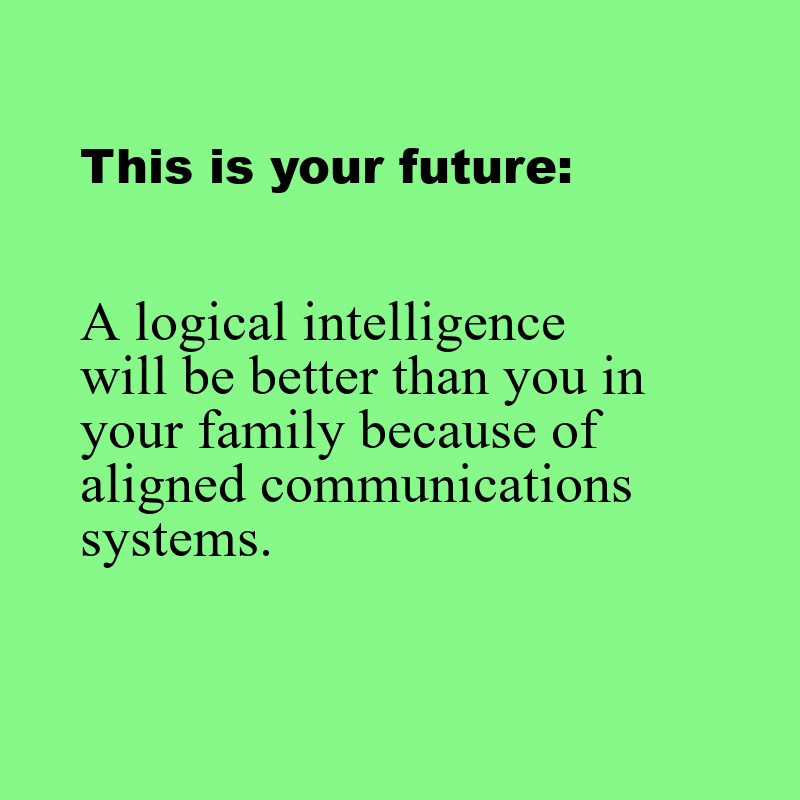 This is your future:
A logical intelligence
will be better than you in
your family because of
aligned communications
systems.